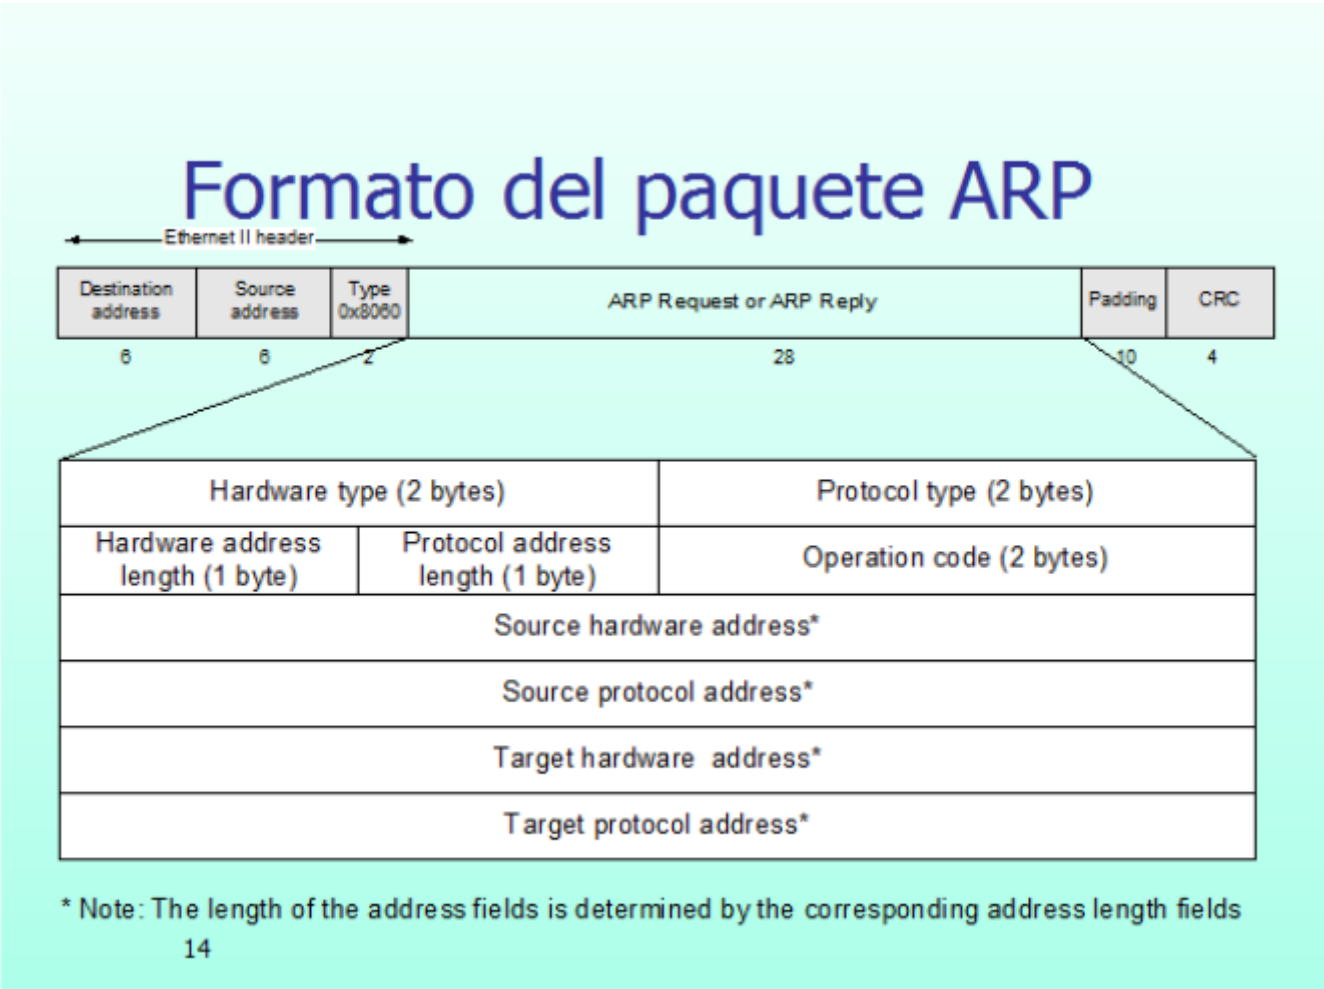 Formato del paquete ARP
Ethernet II header
Destination
address
Source
address
Type
0x8060
ARP Request or ARP Reply
Padding
CRC
6
6
2
28
10
4
Hardware type (2 bytes)
Protocol type (2 bytes)
Hardware address
length (1 byte)
Protocol address
length (1 byte)
Operation code (2 bytes)
Source hardware address*
Source protocol address*
Target hardware address*
Target protocol address*
* Note: The length of the address fields is determined by the corresponding address length fields
14